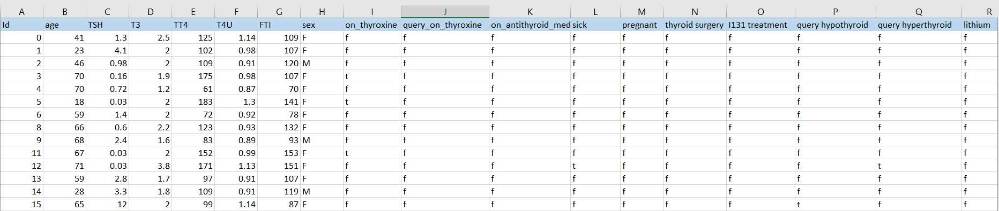 A B C D E F G H I J K L M N O P Q R
Id age TSH T3 TT4 T4U FTI sex on_thyroxine query_on_thyroxine on_antithyroid_med sick pregnant thyroid surgery I131 treatment query hypothyroid query hyperthyroid lithium
0 41 1.3 2.5 125 1.14 109 F f f f f f f f f f f
1 23 4.1 2 102 0.98 107 F f f f f f f f f f f
2 46 0.98 2 109 0.91 120 M f f f f f f f f f f
3 70 0.16 1.9 175 0.98 107 F t f f f f f f f f f
4 70 0.72 1.2 61 0.87 70 F f f f f f f f f f f
5 18 0.03 2 183 1.3 141 F t f f f f f f f f f
6 59 1.4 2 72 0.92 78 F f f f f f f f f f f
8 66 0.6 2.2 123 0.93 132 F f f f f f f f f f f
9 68 2.4 1.6 83 0.89 93 M f f f f f f f f f f
11 67 0.03 2 152 0.99 153 F t f f f f f f f f f
12 71 0.03 3.8 171 1.13 151 F f f f t f f f f t f
13 59 2.8 1.7 97 0.91 107 F f f f f f f f f f f
14 28 3.3 1.8 109 0.91 119 M f f f f f f f f f f
15 65 12 2 99 1.14 87 F f f f f f f f t f f